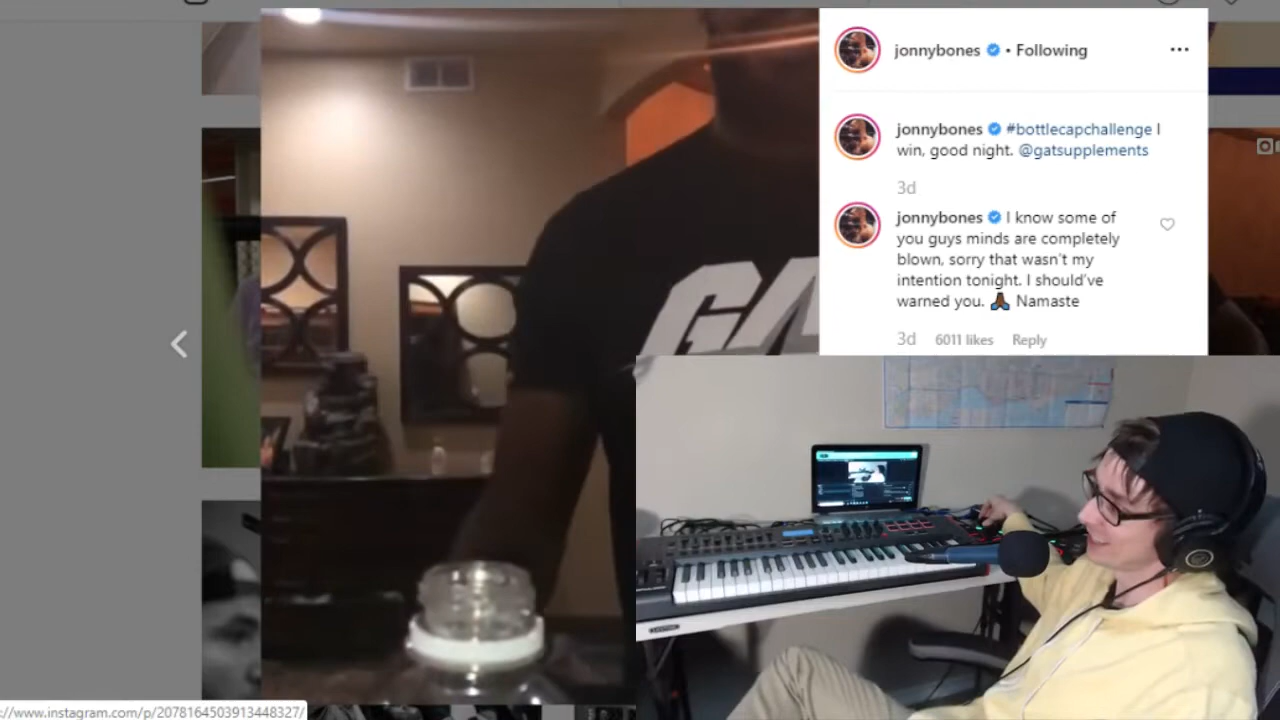 jonnybones • Following
jonnybones #bottlecapchallenge I
win, good night. @gatsupplements
3d
jonnybones I know some of
you guys minds are completely
blown, sorry that wasn't my
intention tonight. I should've
warned you. 🙏🏾 Namaste
3d 6011 likes Reply
GA
://www.instagram.com/p/2078164503913448327/